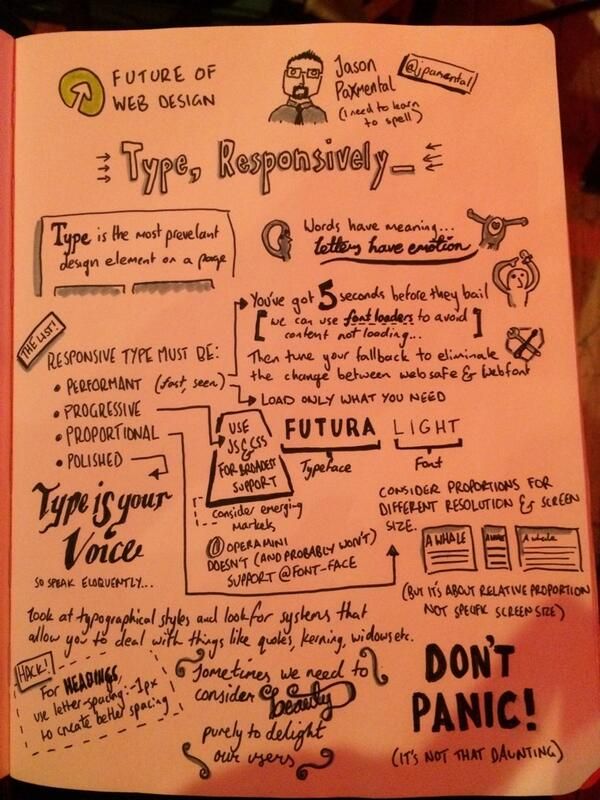 FUTURE OF
WEB DESIGN
Jason
Paxmental
(I need to learn
to spell)
@jpamental
Type, Responsively_
Type is the most prevelant
design element on a page
Words have meaning...
letters have emotion
You've got 5 seconds before they bail
[we can use font loaders to avoid
content not loading...]
Then tune your fallback to eliminate
the change between websafe & Webfont
LOAD ONLY WHAT YOU NEED
THE LIST!
RESPONSIVE TYPE MUST BE:
• PERFORMANT (fast, seen)
• PROGRESSIVE
• PROPORTIONAL
• POLISHED
USE
JS & CSS
FOR BROADEST
SUPPORT
FUTURA LIGHT
Typeface
Font
consider emerging
markets
OPERA MINI
DOESN'T (AND PROBABLY WON'T)
SUPPORT @FONT-FACE
Type is your
Voice
SO SPEAK ELOQUENTLY...
CONSIDER PROPORTIONS FOR
DIFFERENT RESOLUTION & SCREEN
SIZE.
A WHALE
A WHALE
A whale
(BUT IT'S ABOUT RELATIVE PROPORTION
NOT SPECIFIC SCREEN SIZE)
look at typographical styles and look for systems that
allow you to deal with things like quotes, kerning, widows etc.
HACK!
For HEADINGS,
use letter-spacing:-1px
to create better spacing
Sometimes we need to
consider beauty
purely to delight
our users
DON'T
PANIC!
(IT'S NOT THAT DAUNTING)